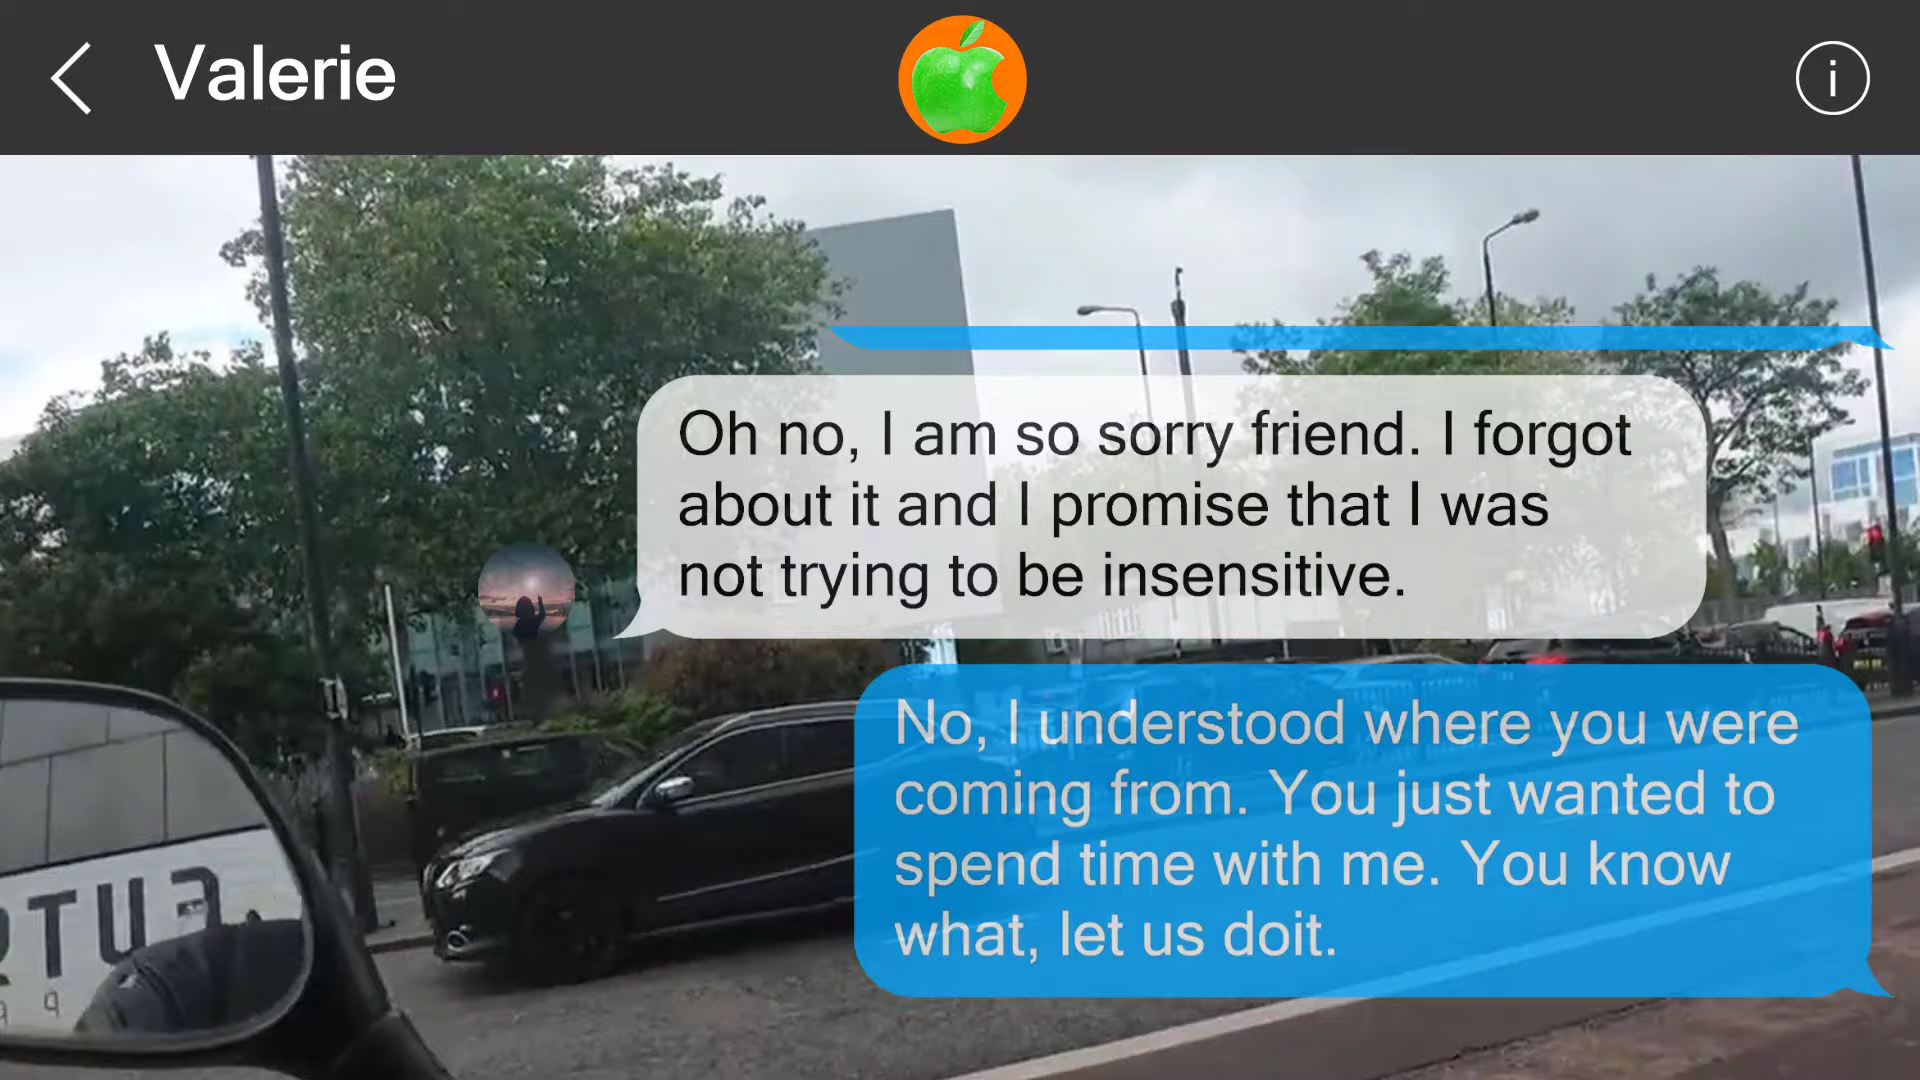 Valerie
Oh no, I am so sorry friend. I forgot
about it and I promise that I was
not trying to be insensitive.
No, I understood where you were
coming from. You just wanted to
spend time with me. You know
what, let us doit.